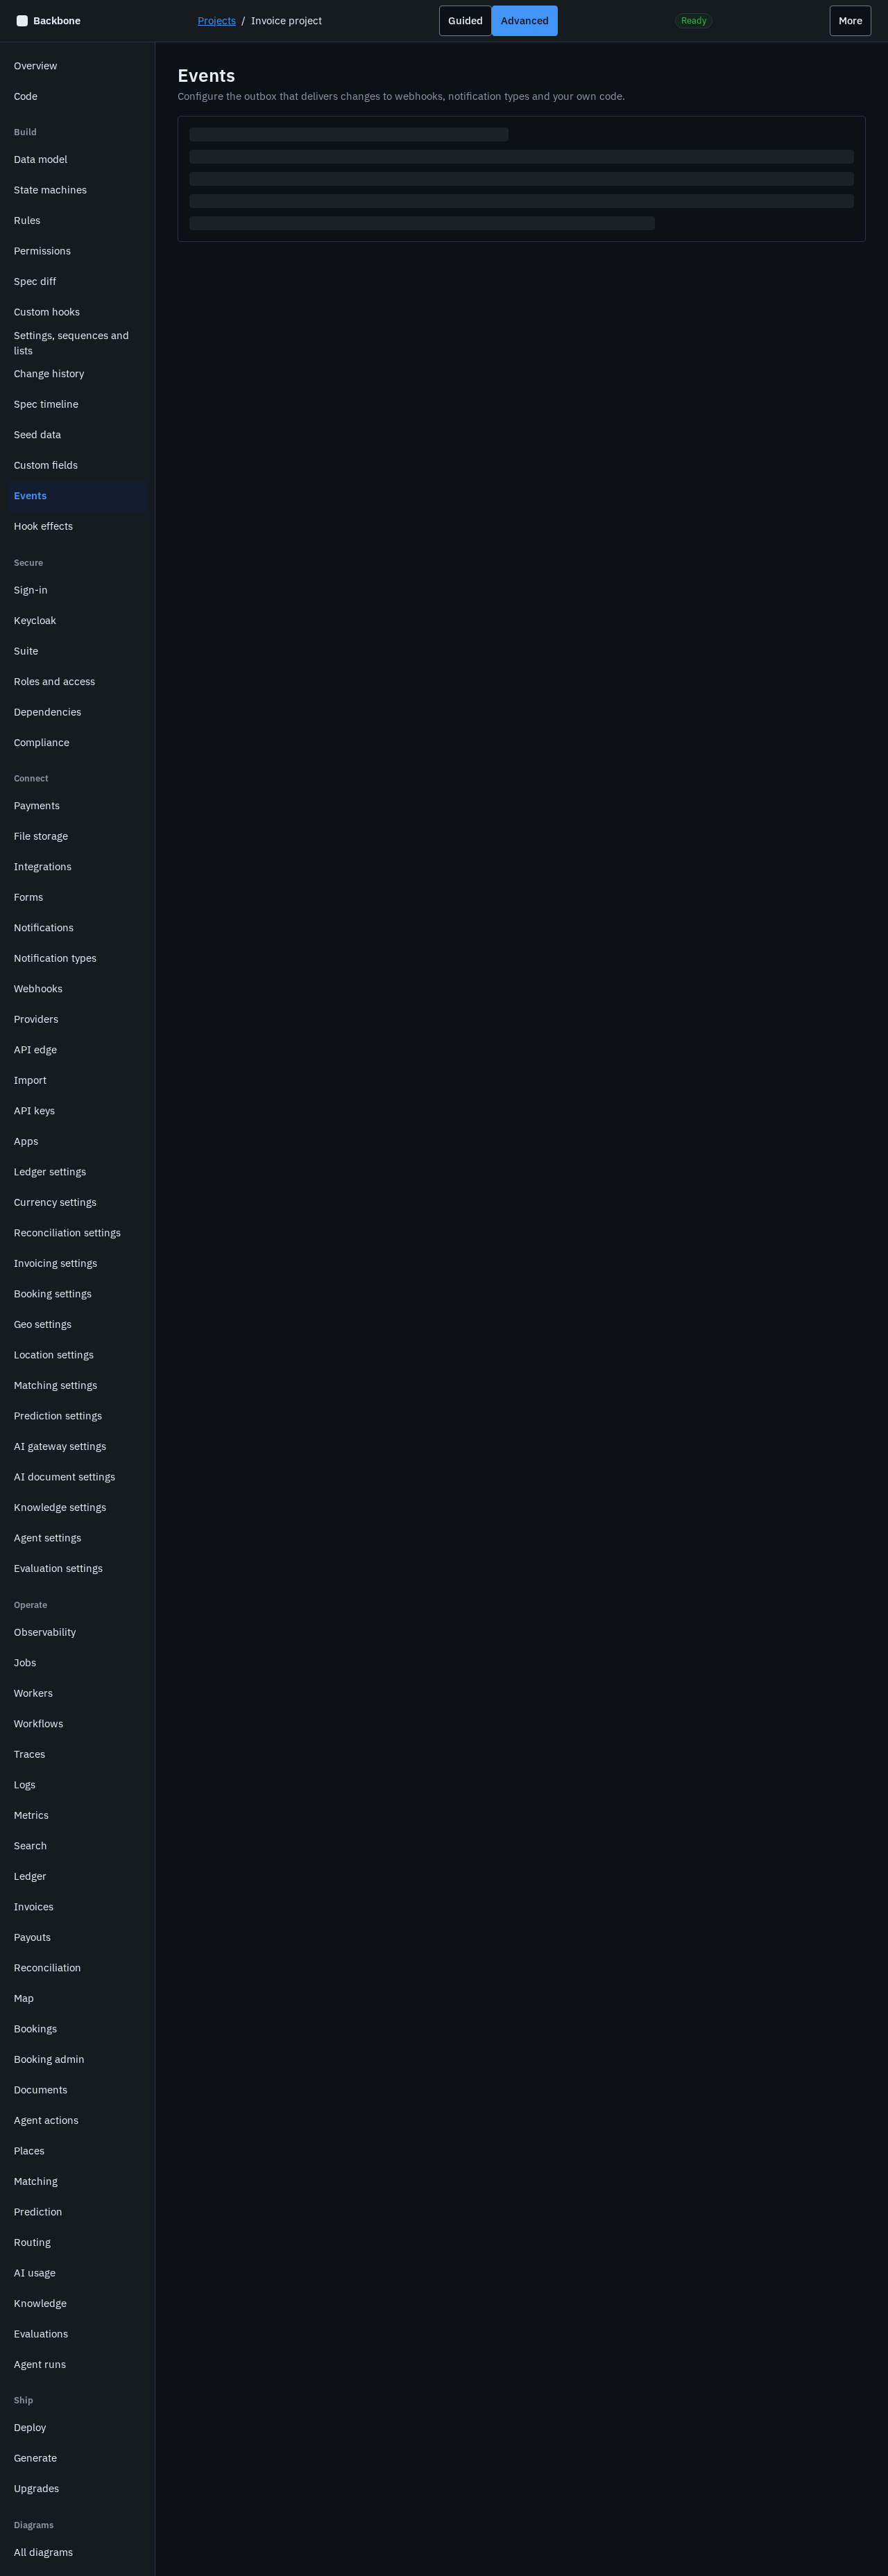 Backbone
Projects / Invoice project
Guided
Advanced
Ready
More
Overview
Code
Build
Data model
State machines
Rules
Permissions
Spec diff
Custom hooks
Settings, sequences and
lists
Change history
Spec timeline
Seed data
Custom fields
Events
Hook effects
Secure
Sign-in
Keycloak
Suite
Roles and access
Dependencies
Compliance
Connect
Payments
File storage
Integrations
Forms
Notifications
Notification types
Webhooks
Providers
API edge
Import
API keys
Apps
Ledger settings
Currency settings
Reconciliation settings
Invoicing settings
Booking settings
Geo settings
Location settings
Matching settings
Prediction settings
AI gateway settings
AI document settings
Knowledge settings
Agent settings
Evaluation settings
Operate
Observability
Jobs
Workers
Workflows
Traces
Logs
Metrics
Search
Ledger
Invoices
Payouts
Reconciliation
Map
Bookings
Booking admin
Documents
Agent actions
Places
Matching
Prediction
Routing
AI usage
Knowledge
Evaluations
Agent runs
Ship
Deploy
Generate
Upgrades
Diagrams
All diagrams
Events
Configure the outbox that delivers changes to webhooks, notification types and your own code.